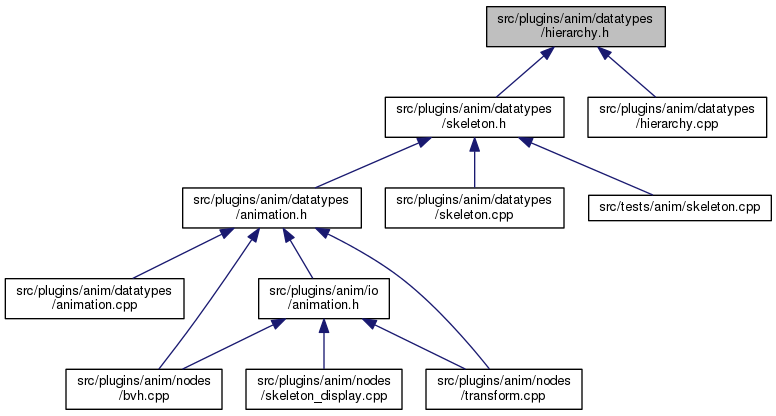 src/plugins/anim/datatypes
/hierarchy.h
src/plugins/anim/datatypes
/skeleton.h
src/plugins/anim/datatypes
/hierarchy.cpp
src/plugins/anim/datatypes
/animation.h
src/plugins/anim/datatypes
/skeleton.cpp
src/tests/anim/skeleton.cpp
src/plugins/anim/datatypes
/animation.cpp
src/plugins/anim/io
/animation.h
src/plugins/anim/nodes
/bvh.cpp
src/plugins/anim/nodes
/skeleton_display.cpp
src/plugins/anim/nodes
/transform.cpp